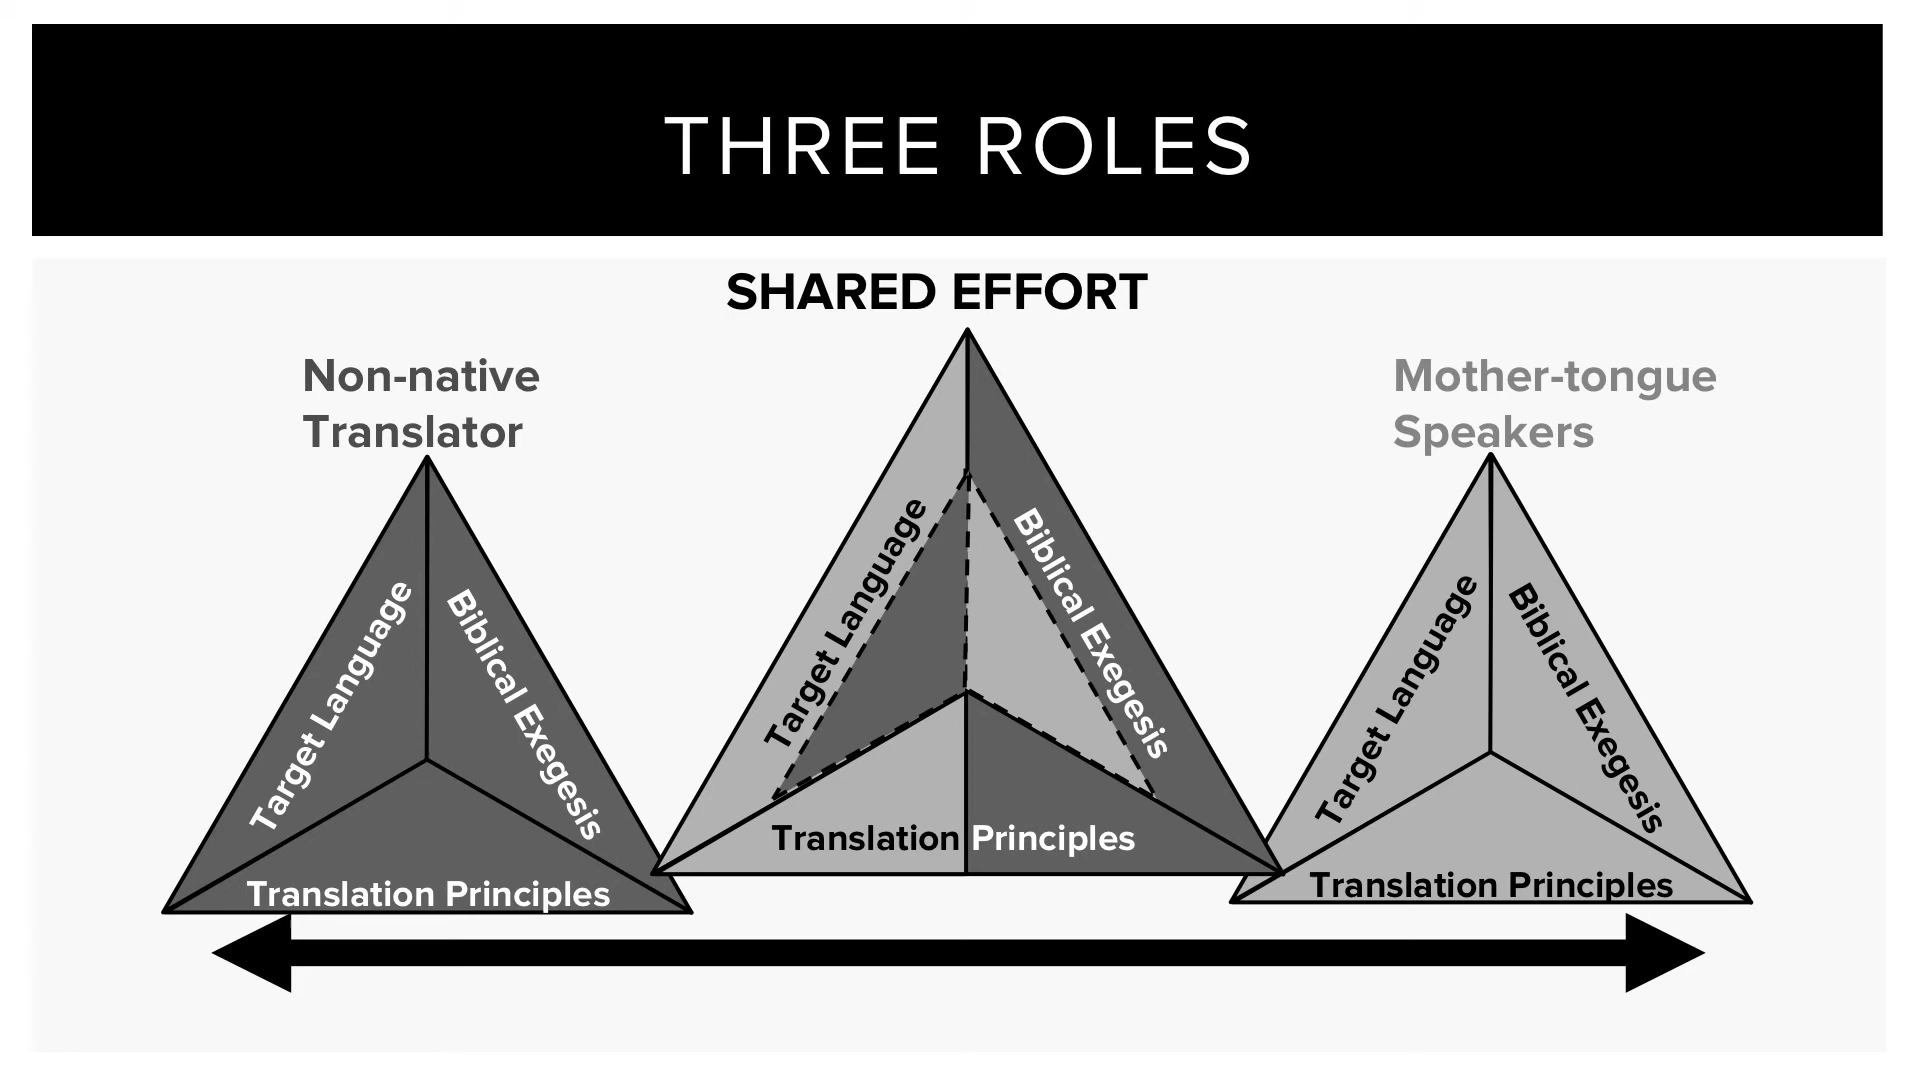 THREE ROLES
SHARED EFFORT
Non-native
Translator
Mother-tongue
Speakers
Target Language
Biblical Exegesis
Translation Principles
Target Language
Biblical Exegesis
Translation Principles
Target Language
Biblical Exegesis
Translation Principles